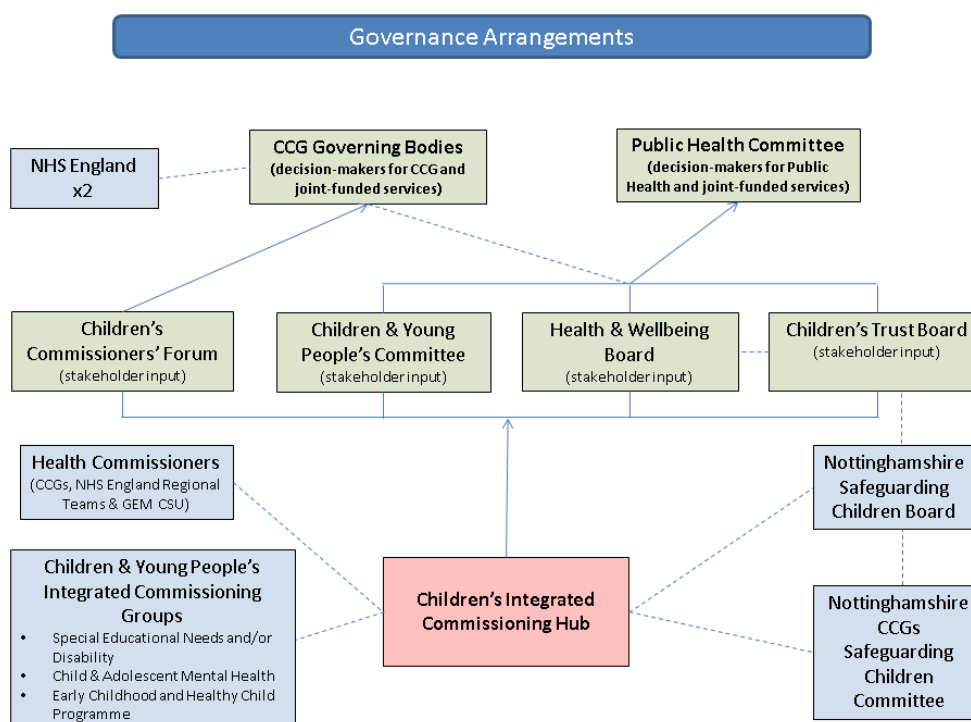 Governance Arrangements
NHS England
x2
CCG Governing Bodies
(decision-makers for CCG and
joint-funded services)
Public Health Committee
(decision-makers for Public
Health and joint-funded services)
Children's
Commissioners' Forum
(stakeholder input)
Children & Young
People's Committee
(stakeholder input)
Health & Wellbeing
Board
(stakeholder input)
Children's Trust Board
(stakeholder input)
Health Commissioners
(CCGs, NHS England Regional
Teams & GEM CSU)
Nottinghamshire
Safeguarding
Children Board
Children & Young People's
Integrated Commissioning
Groups
• Special Educational Needs and/or
Disability
• Child & Adolescent Mental Health
• Early Childhood and Healthy Child
Programme
Children's Integrated
Commissioning Hub
Nottinghamshire
CCGs
Safeguarding
Children
Committee